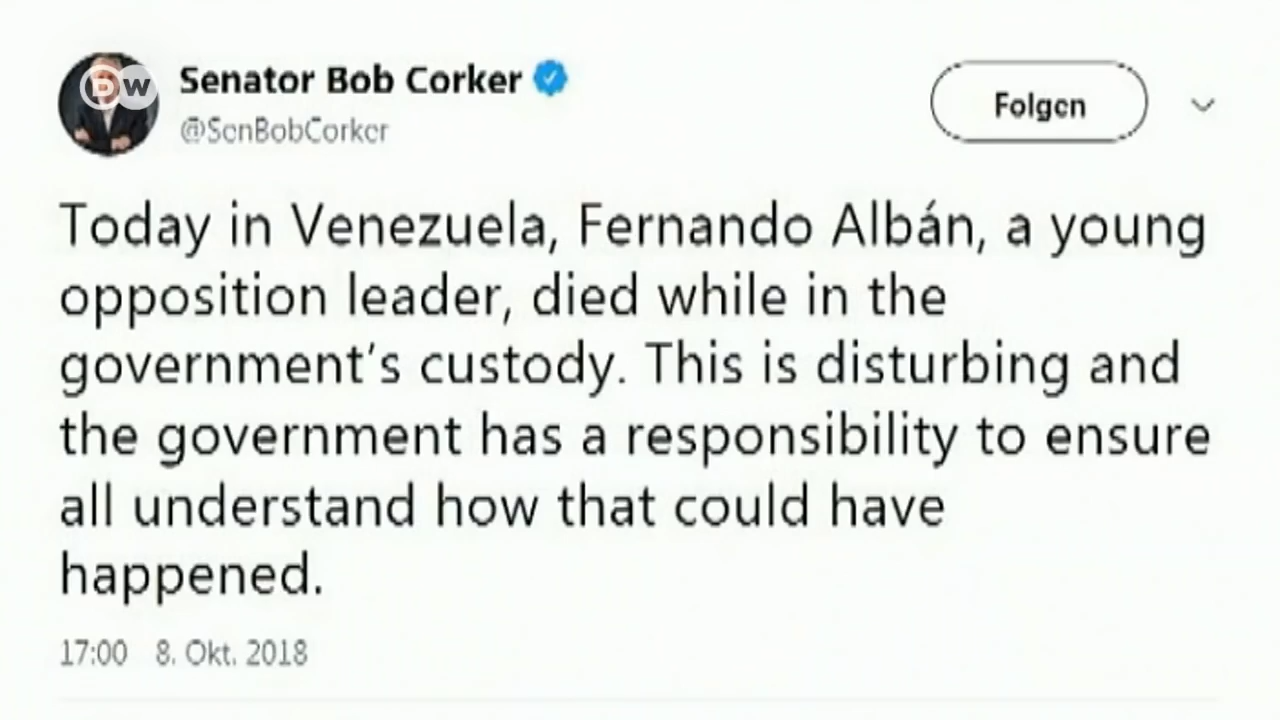 DW
Senator Bob Corker
@SenBobCorker
Folgen
Today in Venezuela, Fernando Albán, a young
opposition leader, died while in the
government's custody. This is disturbing and
the government has a responsibility to ensure
all understand how that could have
happened.
17:00 8. Okt. 2018